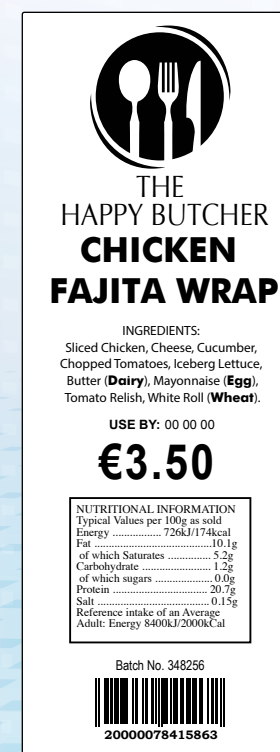 THE
HAPPY BUTCHER
CHICKEN
FAJITA WRAP
INGREDIENTS:
Sliced Chicken, Cheese, Cucumber,
Chopped Tomatoes, Iceberg Lettuce,
Butter (Dairy), Mayonnaise (Egg),
Tomato Relish, White Roll (Wheat).
USE BY: 00 00 00
€3.50
NUTRITIONAL INFORMATION
Typical Values per 100g as sold
Energy ................. 726kJ/174kcal
Fat .........................................10.1g
of which Saturates ............... 5.2g
Carbohydrate ....................... 1.2g
of which sugars .................... 0.0g
Protein ................................. 20.7g
Salt ....................................... 0.15g
Reference intake of an Average
Adult: Energy 8400kJ/2000kCal
Batch No. 348256
20000078415863